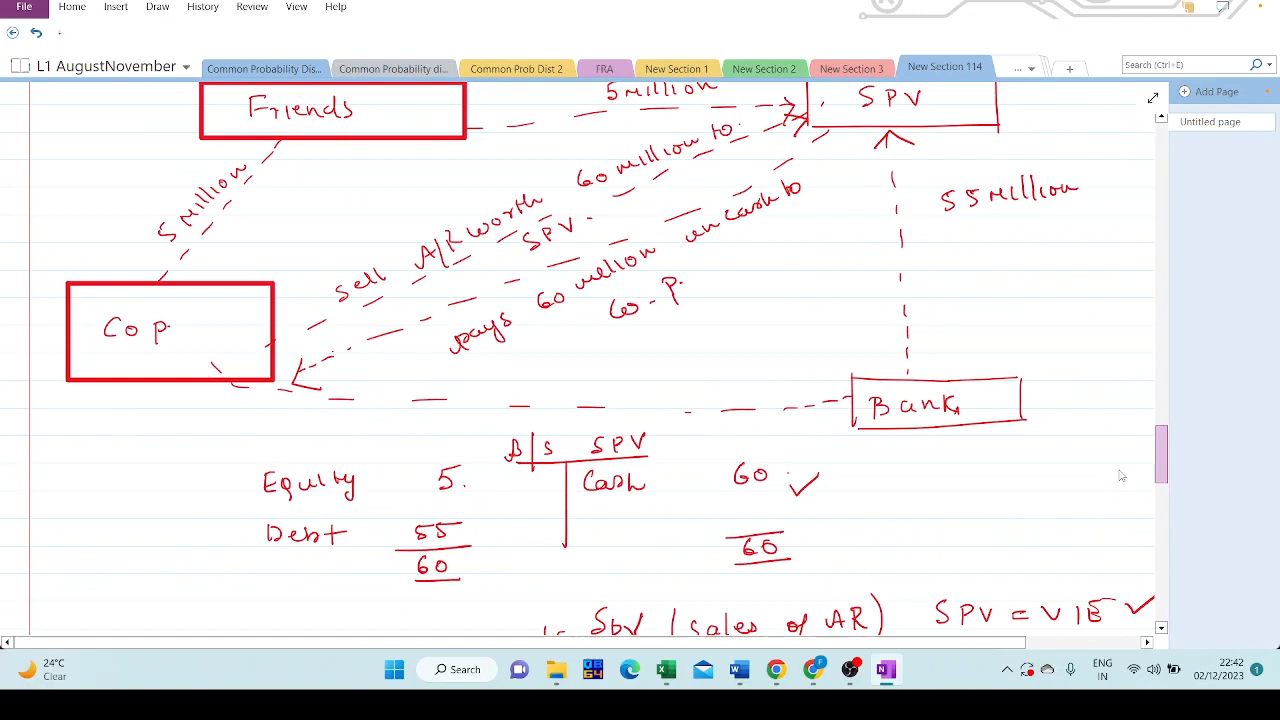 File Home Insert Draw History Review View Help
L1 AugustNovember
Common Probability Dis... Common Probability di... Common Prob Dist 2 FRA New Section 1 New Section 2 New Section 3 New Section 114 ...
Search (Ctrl+E)
Add Page
Untitled page
Friends
5 Million
SPV
5 Million
sell A/R worth 60 million to
SPV.
55 Million
pays 60 million in cash to
Co-P.
Co P.
Bank
B/S SPV
Equity 5. Cash 60
Debt 55
60 60
SPV (Sales of AR) SPV = VIE
24°C
Clear
Search
ENG
IN
22:42
02/12/2023
1